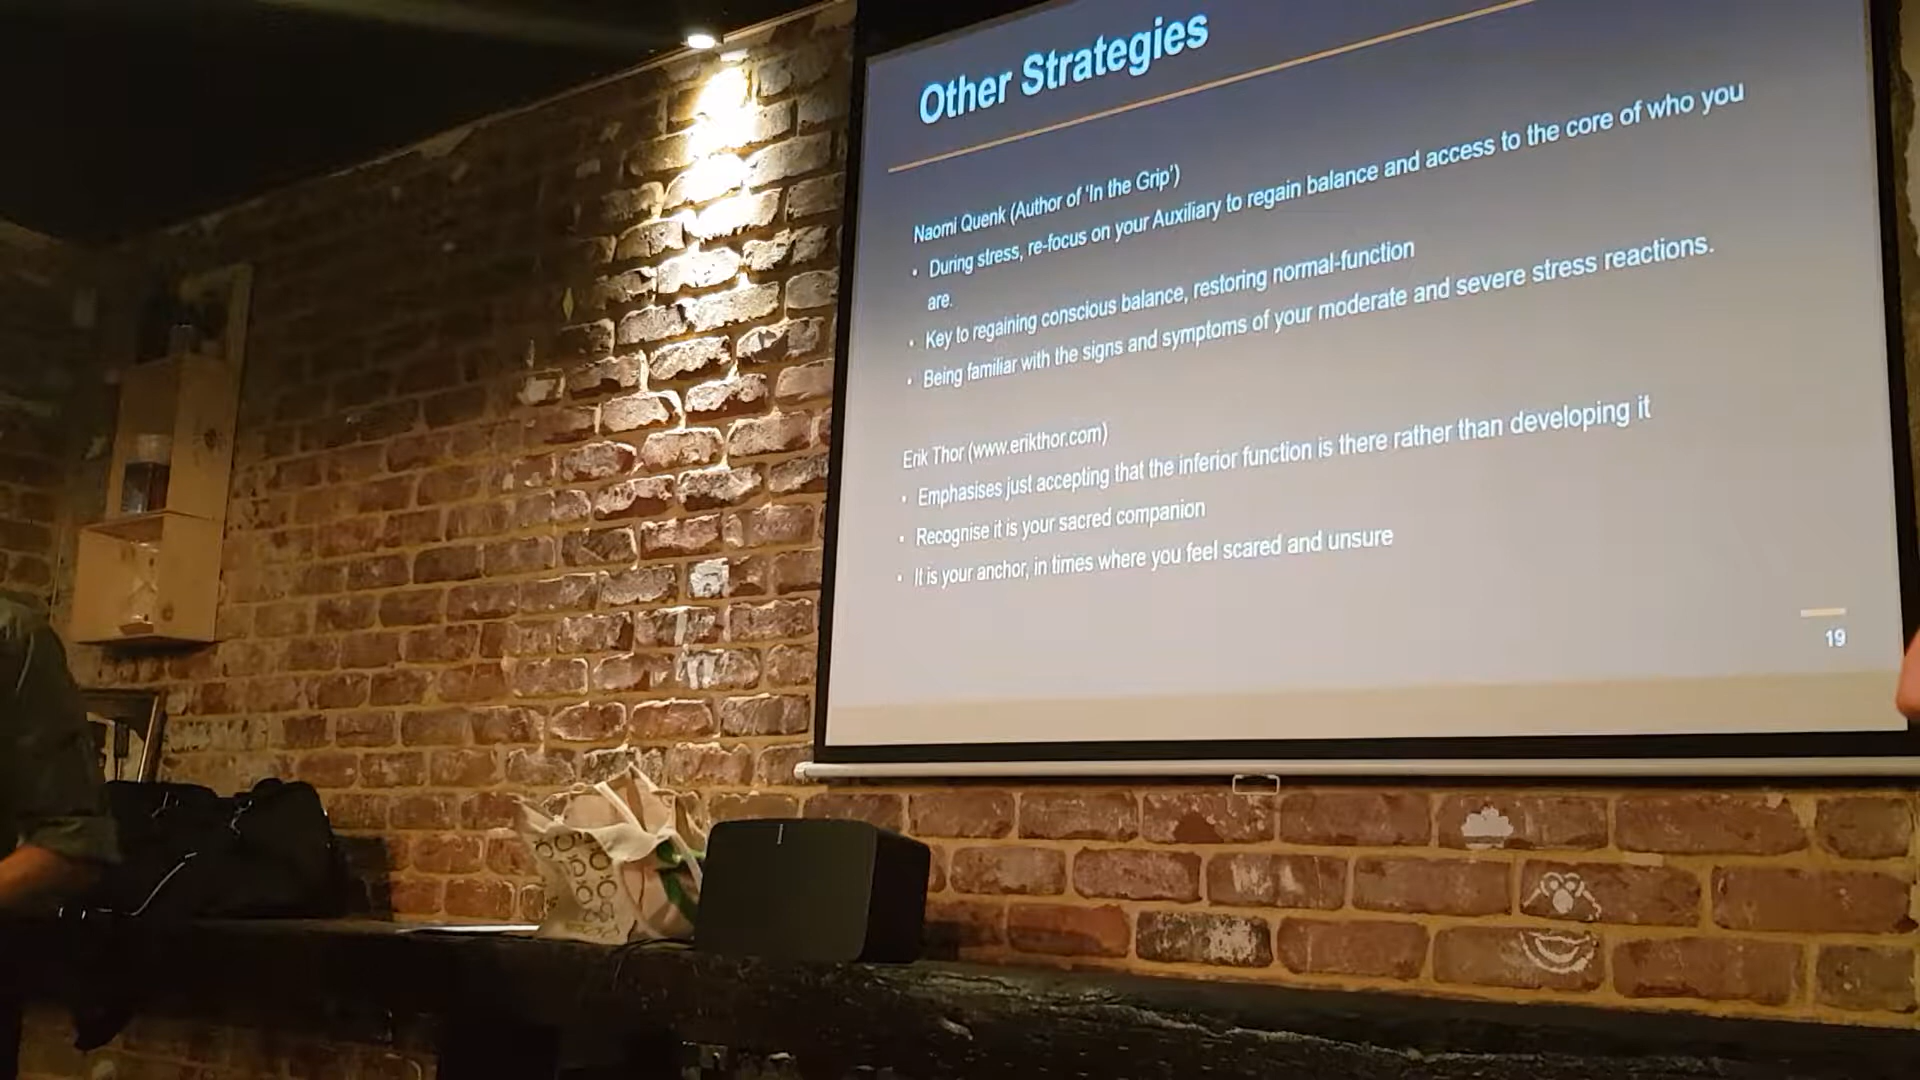 Other Strategies
Naomi Quenk (Author of 'In the Grip')
• During stress, re-focus on your Auxiliary to regain balance and access to the core of who you
are.
• Key to regaining conscious balance, restoring normal-function
• Being familiar with the signs and symptoms of your moderate and severe stress reactions.
Erik Thor (www.erikthor.com)
• Emphasises just accepting that the inferior function is there rather than developing it
• Recognise it is your sacred companion
• It is your anchor, in times where you feel scared and unsure
19